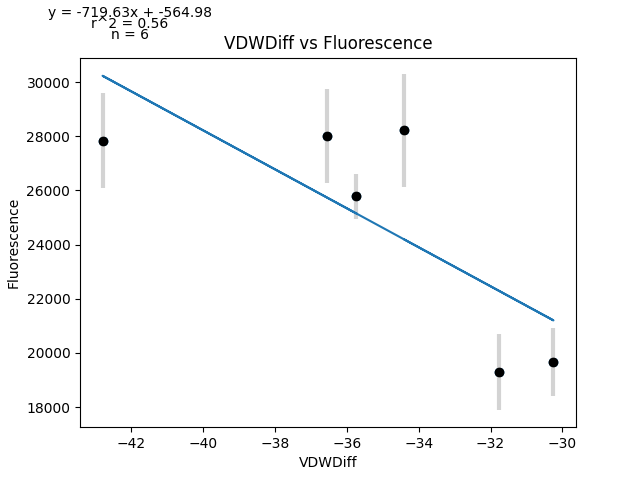 y = -719.63x + -564.98
r^2 = 0.56
n = 6
VDWDiff vs Fluorescence
30000
28000
26000
24000
22000
20000
18000
Fluorescence
−42
−40
−38
−36
−34
−32
−30
VDWDiff